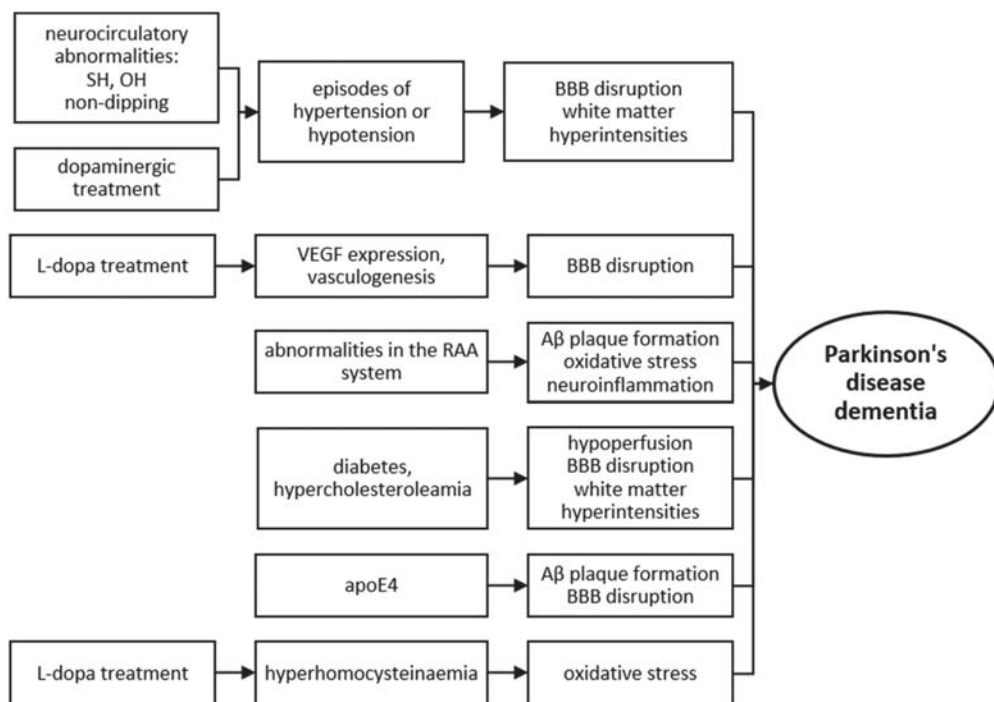 neurocirculatory
abnormalities:
SH, OH
non-dipping
dopaminergic
treatment
episodes of
hypertension or
hypotension
BBB disruption
white matter
hyperintensities
L-dopa treatment
VEGF expression,
vasculogenesis
BBB disruption
abnormalities in the RAA
system
Aβ plaque formation
oxidative stress
neuroinflammation
diabetes,
hypercholesteroleamia
hypoperfusion
BBB disruption
white matter
hyperintensities
apoE4
Aβ plaque formation
BBB disruption
L-dopa treatment
hyperhomocysteinaemia
oxidative stress
Parkinson's
disease
dementia